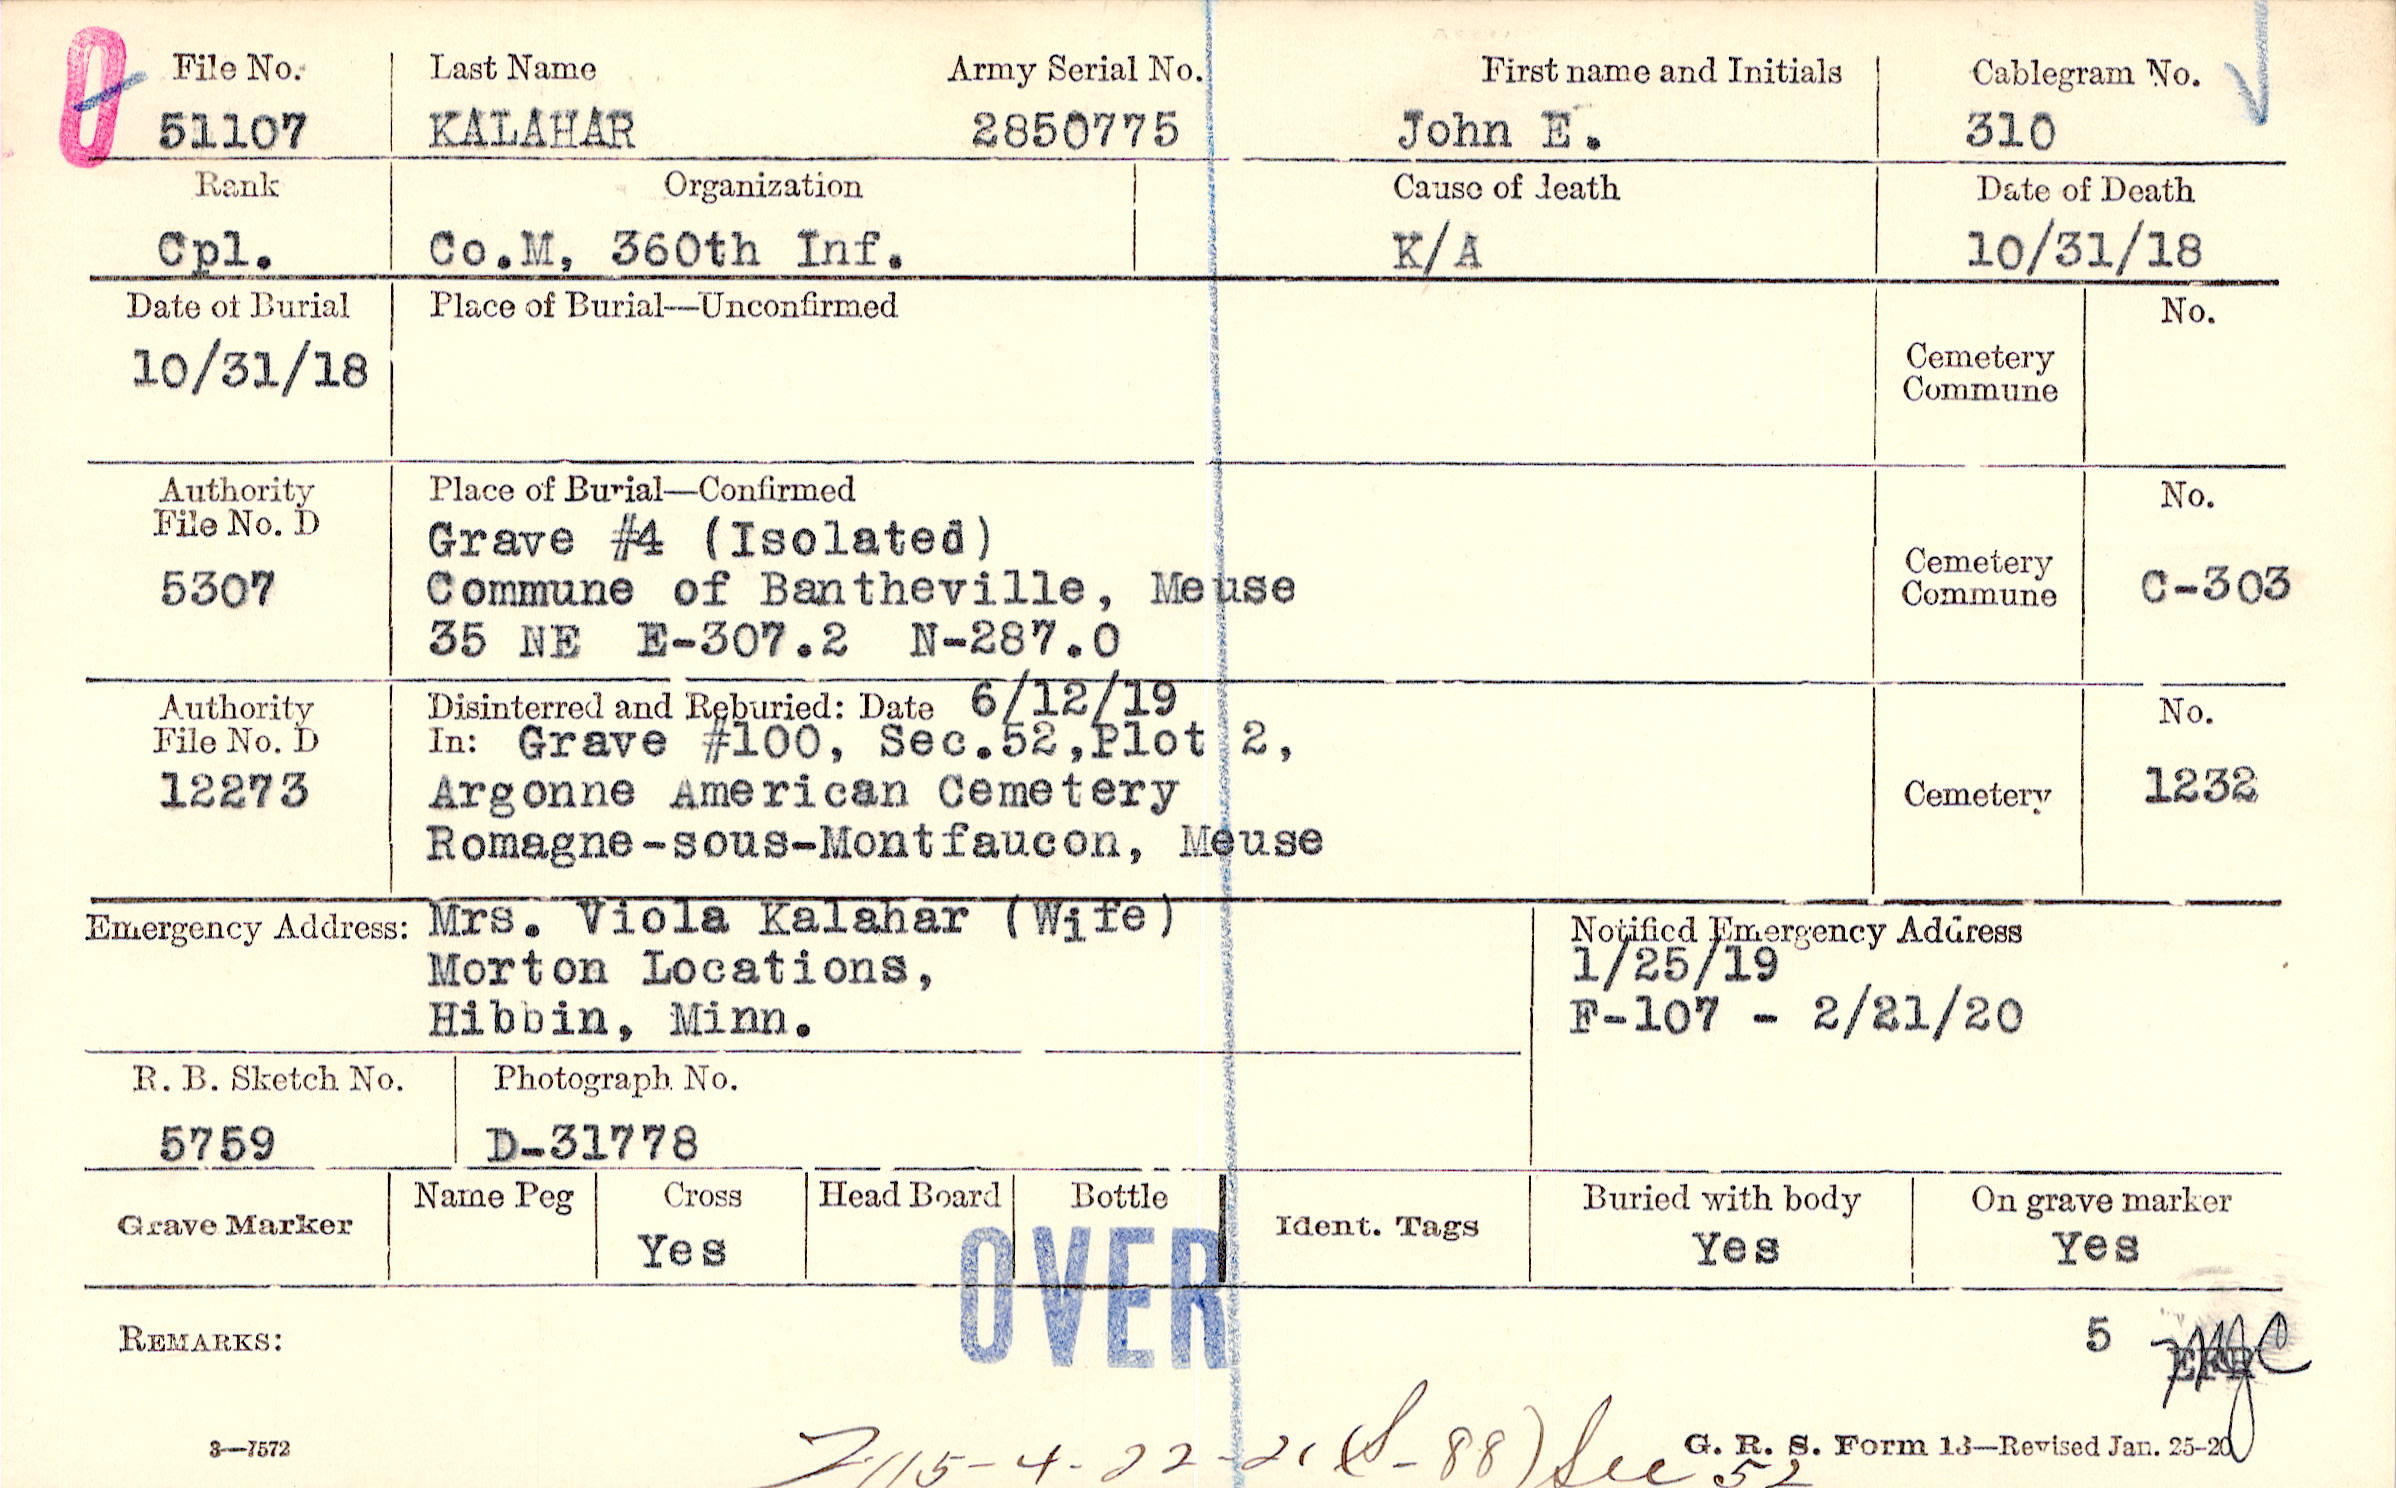 File No. Last Name Army Serial No. First name and Initials Cablegram No.
51107 KALAHAR 2850775 John E. 310
Rank Organization Cause of death Date of Death
Cpl. Co.M, 360th Inf. K/A 10/31/18
Date of Burial Place of Burial—Unconfirmed No.
10/31/18
Cemetery
Commune
Authority Place of Burial—Confirmed No.
File No. D
Grave #4 (Isolated)
5307 Commune of Bantheville, Meuse Cemetery Commune C-303
35 NE E-307.2 N-287.0
Authority Disinterred and Reburied: Date 6/12/19 No.
File No. D In: Grave #100, Sec.52,Plot 2,
12273 Argonne American Cemetery Cemetery 1232
Romagne-sous-Montfaucon, Meuse
Emergency Address: Mrs. Viola Kalahar (Wife) Notified Emergency Address
Morton Locations, 1/25/19
Hibbin, Minn. F-107 - 2/21/20
R. B. Sketch No. Photograph No.
5759 D-31778
Grave Marker Name Peg Cross Head Board Bottle Ident. Tags Buried with body On grave marker
Yes Yes Yes
OVER
REMARKS: 5
3—7572 G. R. S. Form 13—Revised Jan. 25-20
115-4-22-21 (S-88) Sec 52